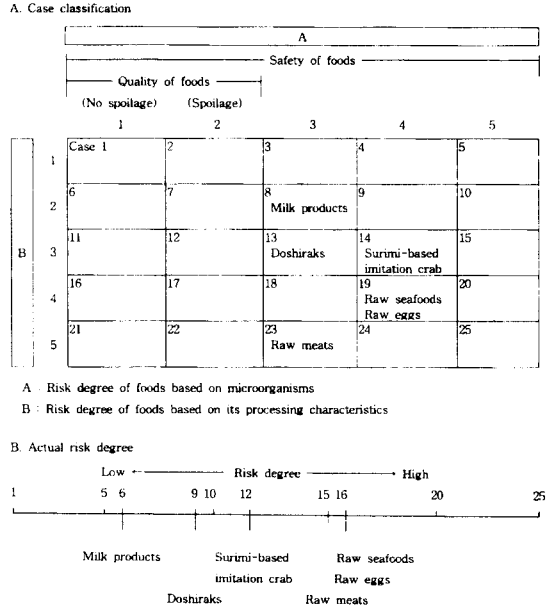 A. Case classification
A
Safety of foods
Quality of foods
(No spoilage) (Spoilage)
1 2 3 4 5
1 Case 1 2 3 4 5
2 6 7 8 9 10
Milk products
B 3 11 12 13 14 15
Doshiraks Surimi-based
imitation crab
4 16 17 18 19 20
Raw seafoods
Raw eggs
5 21 22 23 24 25
Raw meats
A : Risk degree of foods based on microorganisms
B : Risk degree of foods based on its processing characteristics
B. Actual risk degree
Low Risk degree High
1 5 6 9 10 12 15 16 20 25
Milk products Surimi-based Raw seafoods
imitation crab Raw eggs
Doshiraks Raw meats